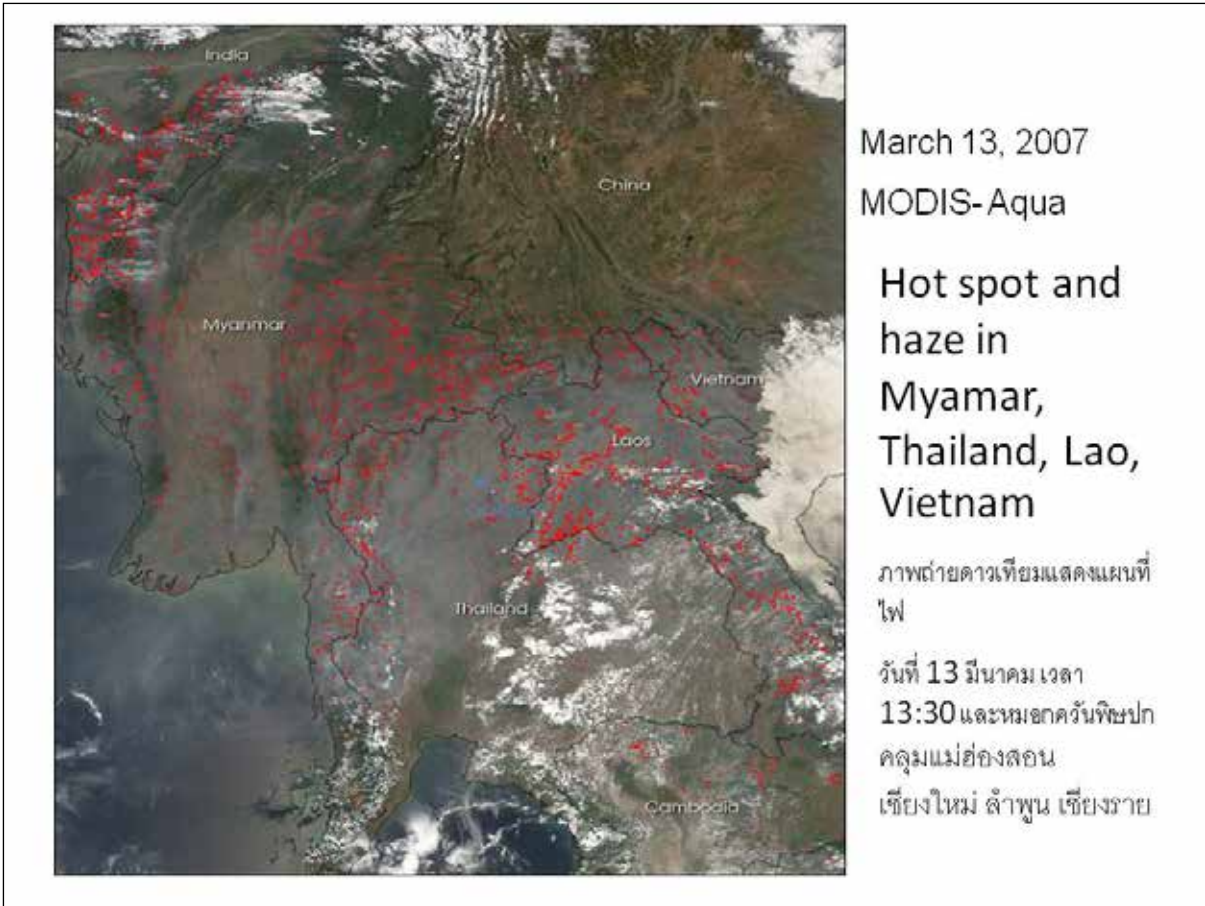 India
China
Myanmar
Vietnam
Laos
Thailand
Cambodia
March 13, 2007
MODIS-Aqua
Hot spot and
haze in
Myamar,
Thailand, Lao,
Vietnam
ภาพถ่ายดาวเทียมแสดงแผนที่
ไฟ
วันที่ 13 มีนาคม เวลา
13:30 และหมอกควันพิษปก
คลุมแม่ฮ่องสอน
เชียงใหม่ ลำพูน เชียงราย